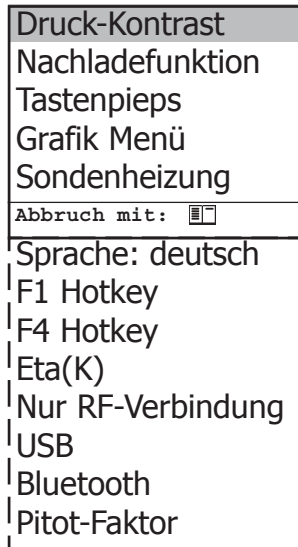 Druck-Kontrast
Nachladefunktion
Tastenpieps
Grafik Menü
Sondenheizung
Abbruch mit:
Sprache: deutsch
F1 Hotkey
F4 Hotkey
Eta(K)
Nur RF-Verbindung
USB
Bluetooth
Pitot-Faktor